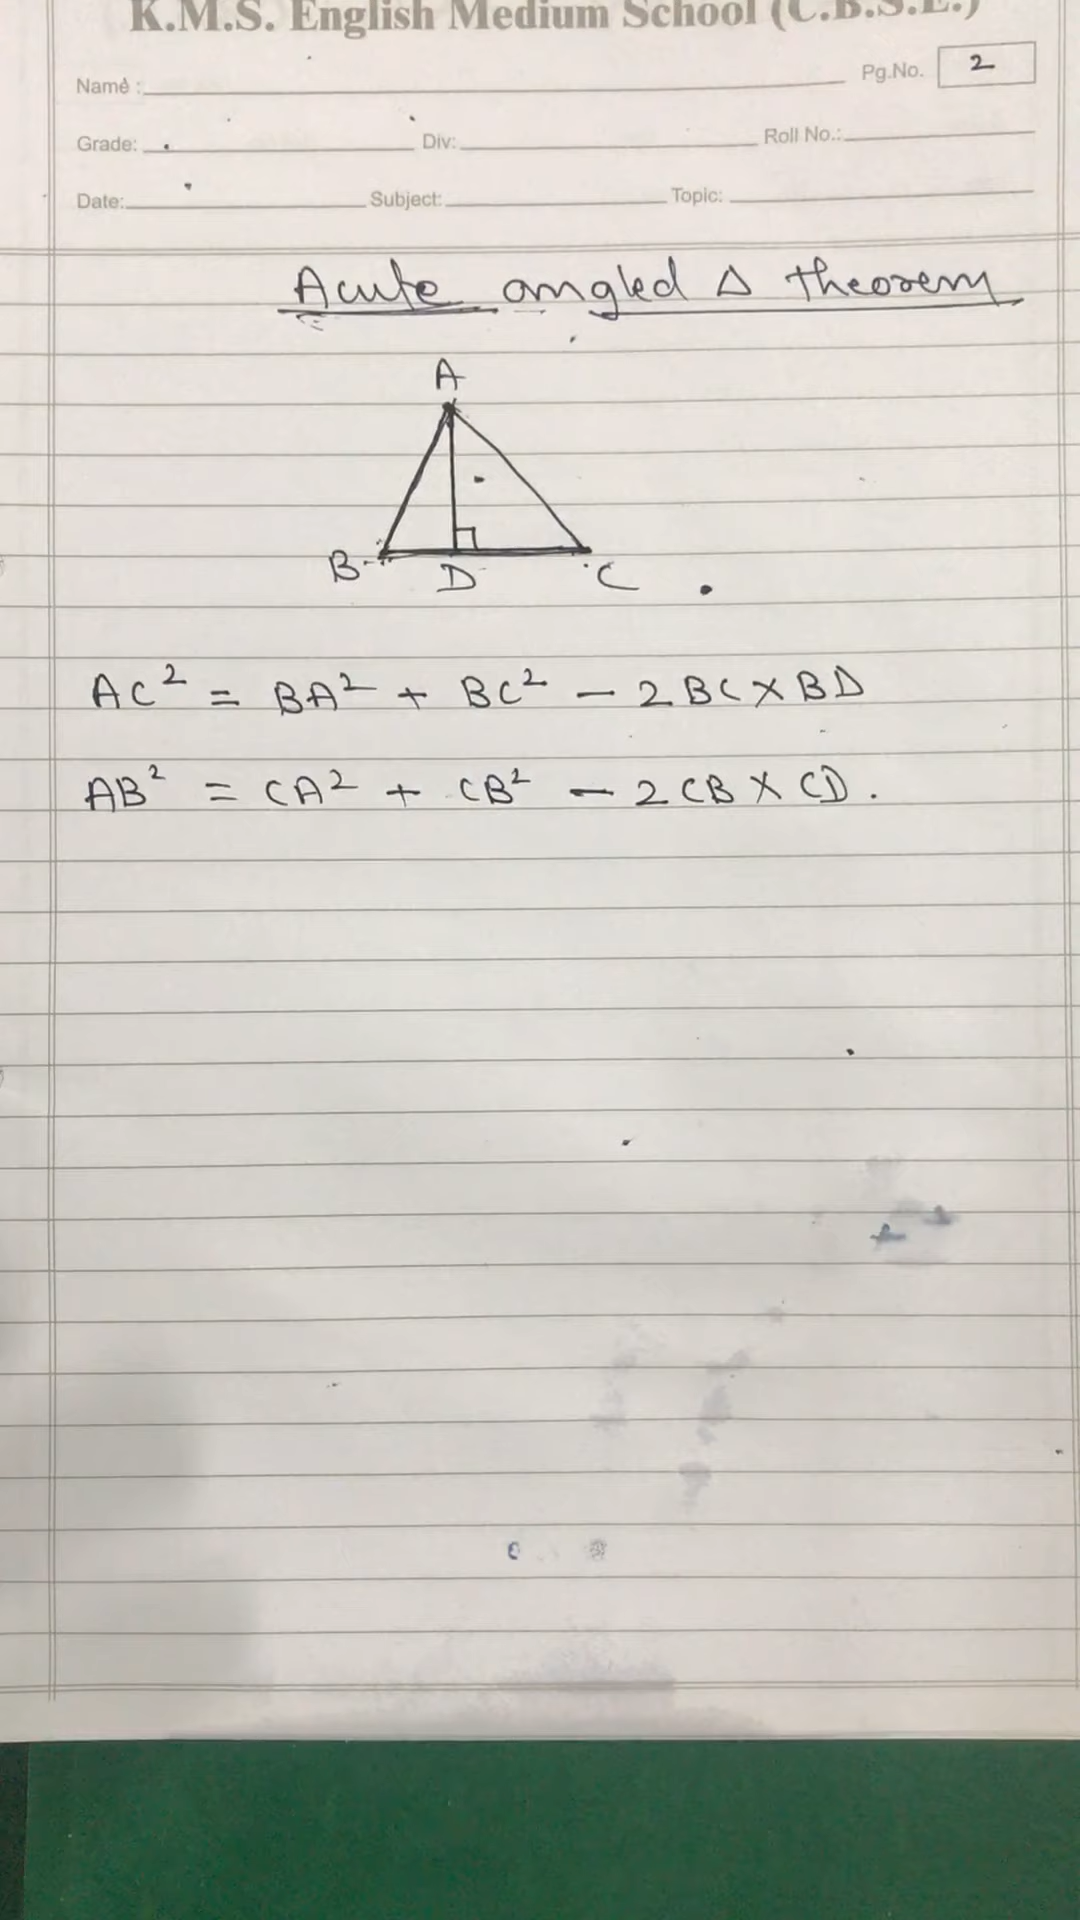 K.M.S. English Medium School (C.B.S.E.)
Name :
Pg.No. 2
Grade: Div: Roll No.:
Date: Subject: Topic:
Acute angled Δ theorem
A
B D C
AC² = BA² + BC² – 2BC×BD
AB² = CA² + CB² – 2CB × CD.